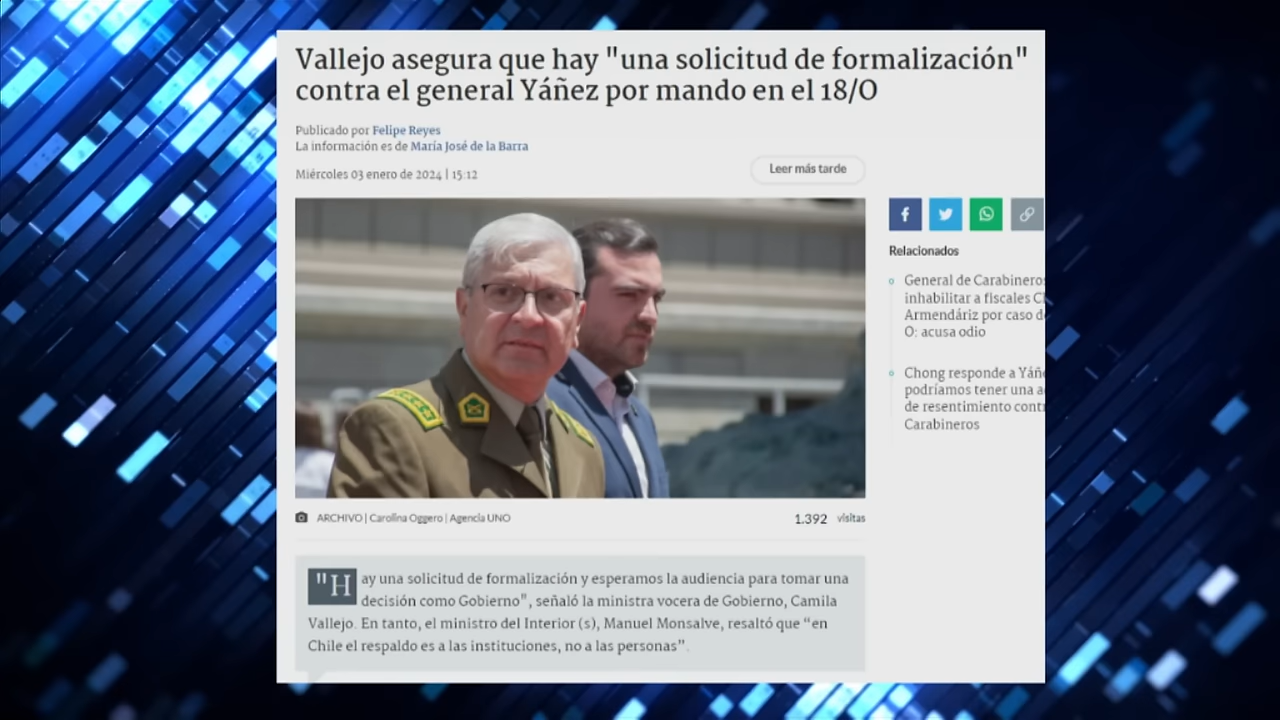 Vallejo asegura que hay "una solicitud de formalización"
contra el general Yáñez por mando en el 18/O
Publicado por Felipe Reyes
La información es de María José de la Barra
Miércoles 03 enero de 2024 | 15:12
Leer más tarde
Relacionados
General de Carabineros
inhabilitar a fiscales
Armendáriz por caso
O: acusa odio
Chong responde a
podríamos tener una
de resentimiento
Carabineros
ARCHIVO | Carolina Oggero | Agencia UNO
1.392 visitas
"Hay una solicitud de formalización y esperamos la audiencia para tomar una
decisión como Gobierno", señaló la ministra vocera de Gobierno, Camila
Vallejo. En tanto, el ministro del Interior (s), Manuel Monsalve, resaltó que “en
Chile el respaldo es a las instituciones, no a las personas”.